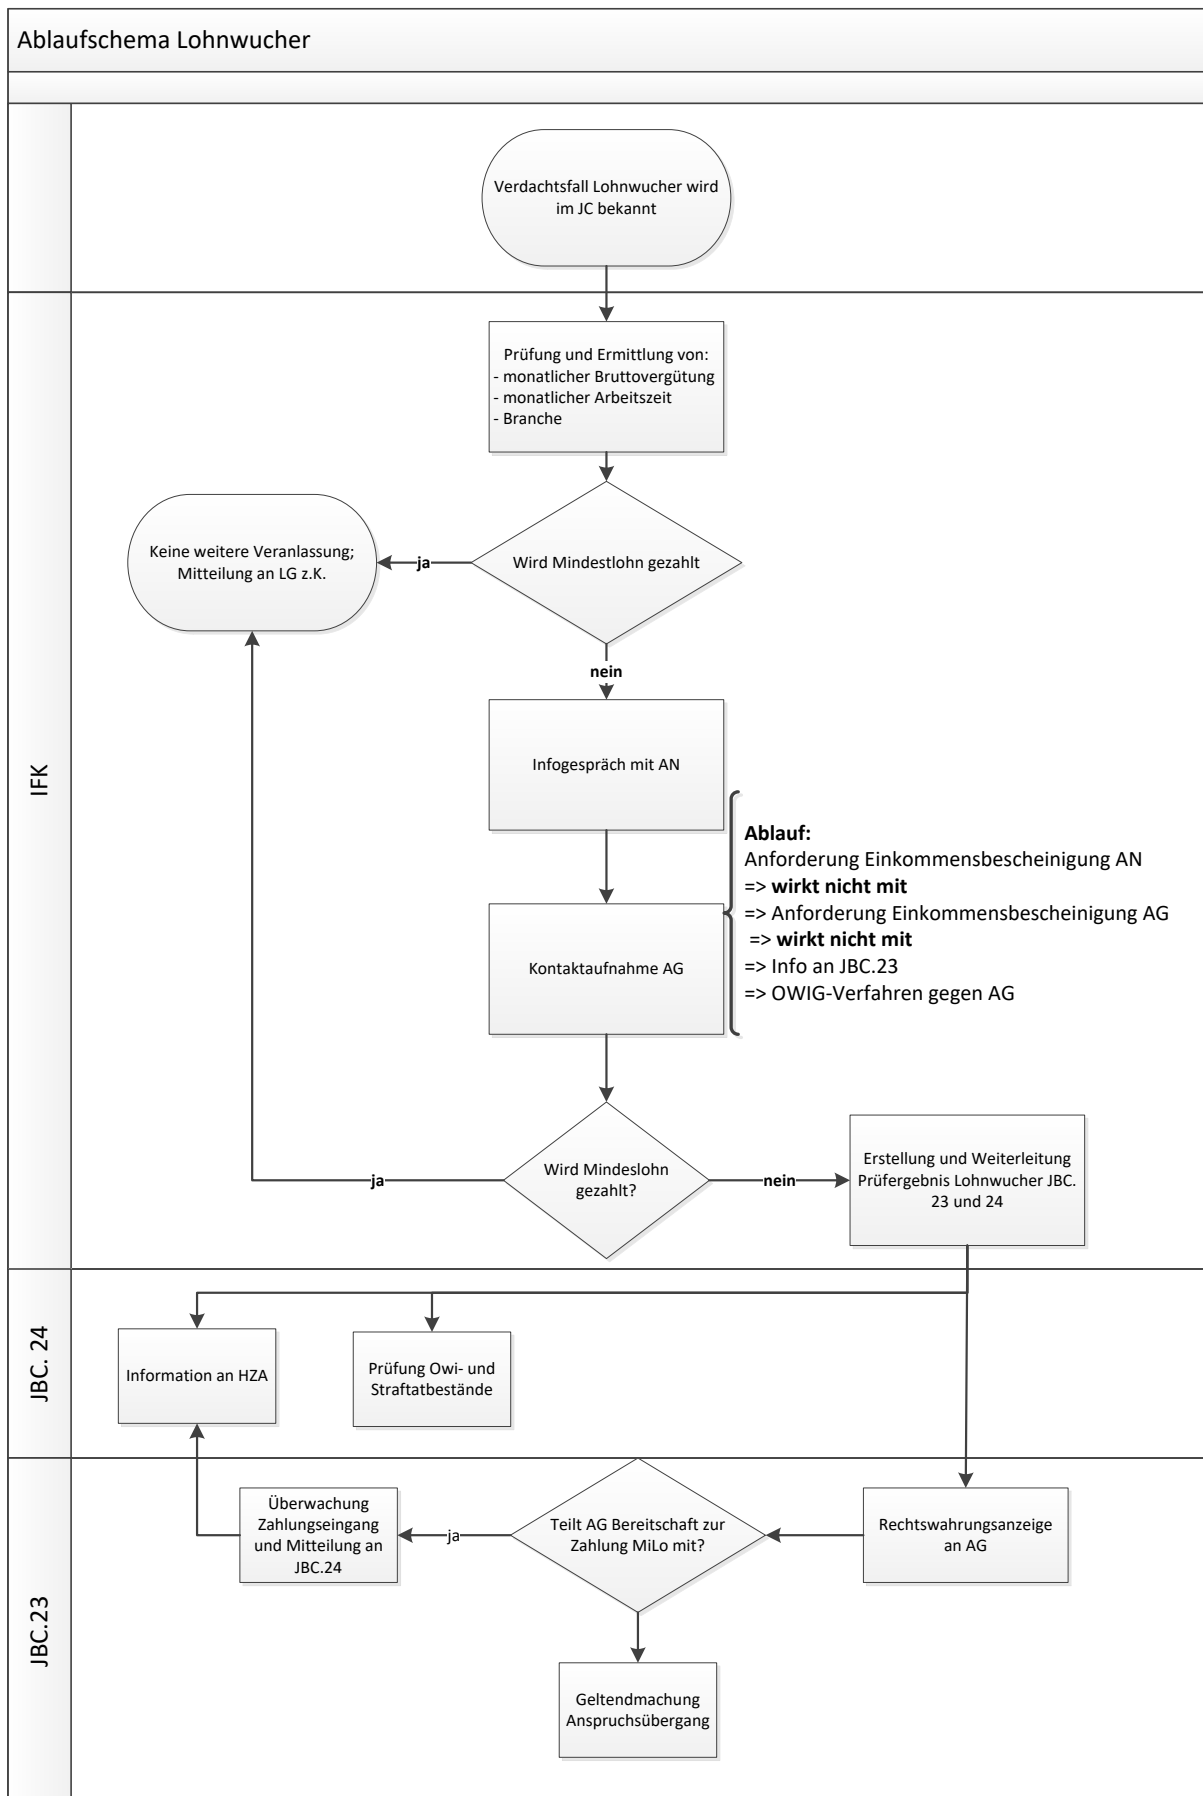 Ablaufschema Lohnwucher
Verdachtsfall Lohnwucher wird
im JC bekannt
IFK
Prüfung und Ermittlung von:
- monatlicher Bruttovergütung
- monatlicher Arbeitszeit
- Branche
Keine weitere Veranlassung;
Mitteilung an LG z.K.
ja
Wird Mindestlohn gezahlt
nein
Infogespräch mit AN
Kontaktaufnahme AG
Ablauf:
Anforderung Einkommensbescheinigung AN
=> wirkt nicht mit
=> Anforderung Einkommensbescheinigung AG
=> wirkt nicht mit
=> Info an JBC.23
=> OWIG-Verfahren gegen AG
ja
Wird Mindeslohn
gezahlt?
nein
Erstellung und Weiterleitung
Prüfergebnis Lohnwucher JBC.
23 und 24
JBC. 24
Information an HZA
Prüfung Owi- und
Straftatbestände
JBC.23
Überwachung
Zahlungseingang
und Mitteilung an
JBC.24
ja
Teilt AG Bereitschaft zur
Zahlung MiLo mit?
Rechtswahrungsanzeige
an AG
Geltendmachung
Anspruchsübergang